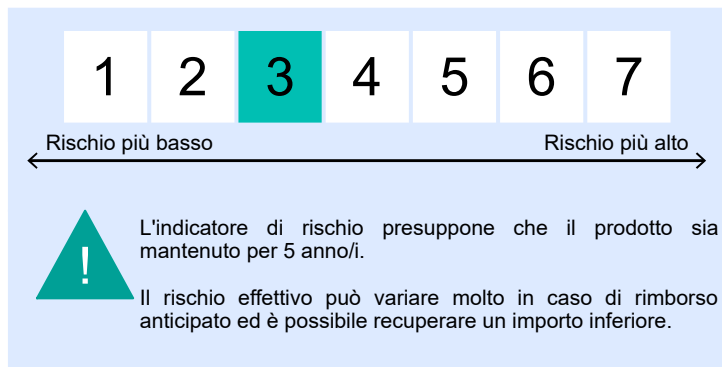 1 2 3 4 5 6 7
Rischio più basso Rischio più alto
!
L'indicatore di rischio presuppone che il prodotto sia
mantenuto per 5 anno/i.
Il rischio effettivo può variare molto in caso di rimborso
anticipato ed è possibile recuperare un importo inferiore.